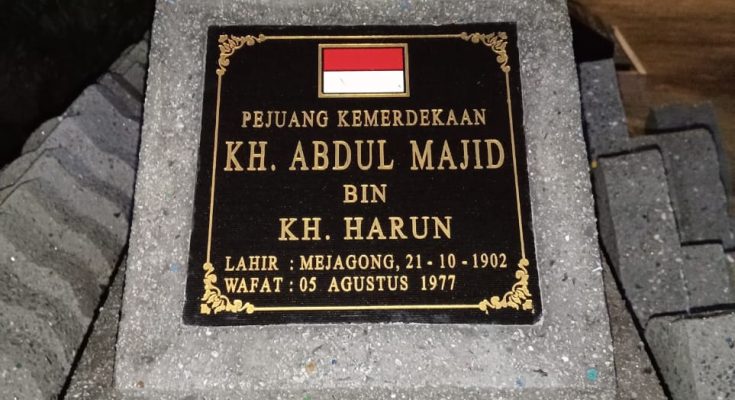 PEJUANG KEMERDEKAAN
KH. ABDUL MAJID
BIN
KH. HARUN
LAHIR : MEJAGONG, 21 - 10 - 1902
WAFAT : 05 AGUSTUS 1977